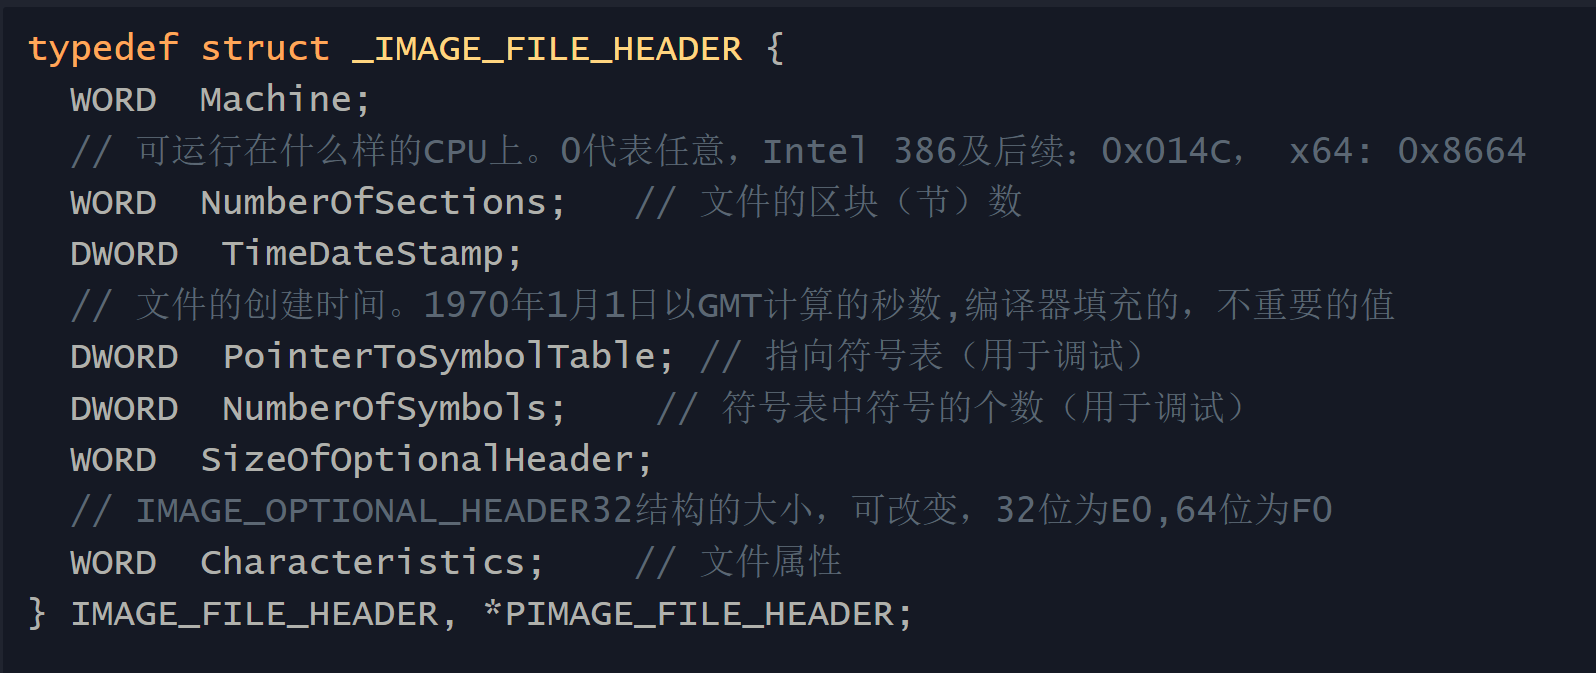 typedef struct _IMAGE_FILE_HEADER {
WORD  Machine;
// 可运行在什么样的CPU上。0代表任意，Intel 386及后续：0x014C， x64: 0x8664
WORD  NumberOfSections;   // 文件的区块（节）数
DWORD  TimeDateStamp;
// 文件的创建时间。1970年1月1日以GMT计算的秒数,编译器填充的，不重要的值
DWORD  PointerToSymbolTable; // 指向符号表（用于调试）
DWORD  NumberOfSymbols;    // 符号表中符号的个数（用于调试）
WORD  SizeOfOptionalHeader;
// IMAGE_OPTIONAL_HEADER32结构的大小，可改变，32位为E0,64位为F0
WORD  Characteristics;    // 文件属性
} IMAGE_FILE_HEADER, *PIMAGE_FILE_HEADER;